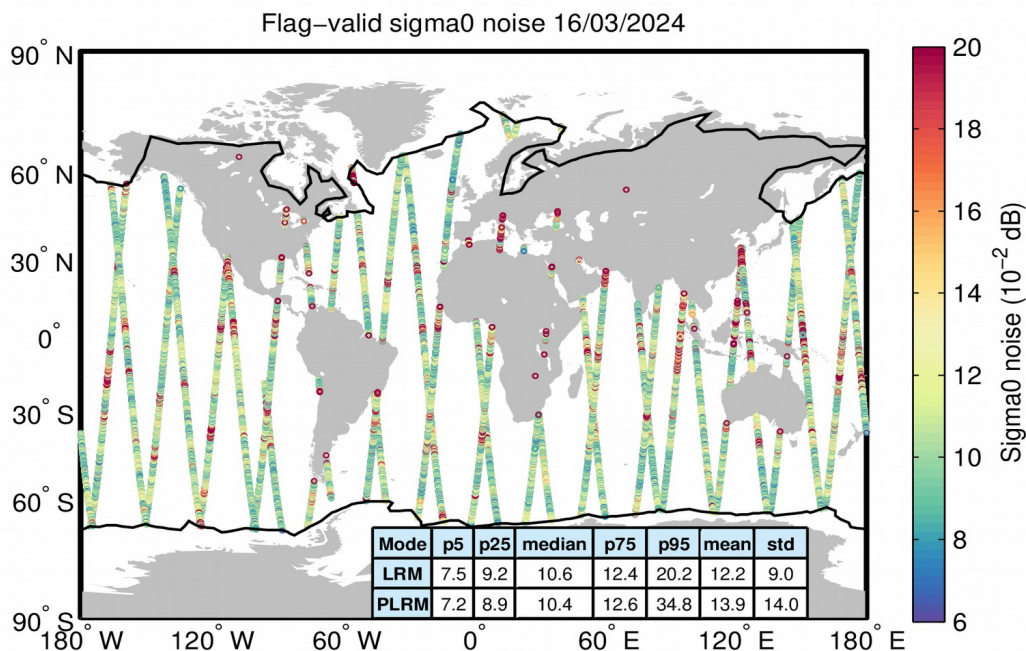 Flag−valid sigma0 noise 16/03/2024
90° N
60° N
30° N
0°
30° S
60° S
90° S
180° W 120° W 60° W 0° 60° E 120° E 180° E
20
18
16
14
12
10
8
6
Sigma0 noise (10⁻² dB)
Mode p5 p25 median p75 p95 mean std
LRM 7.5 9.2 10.6 12.4 20.2 12.2 9.0
PLRM 7.2 8.9 10.4 12.6 34.8 13.9 14.0